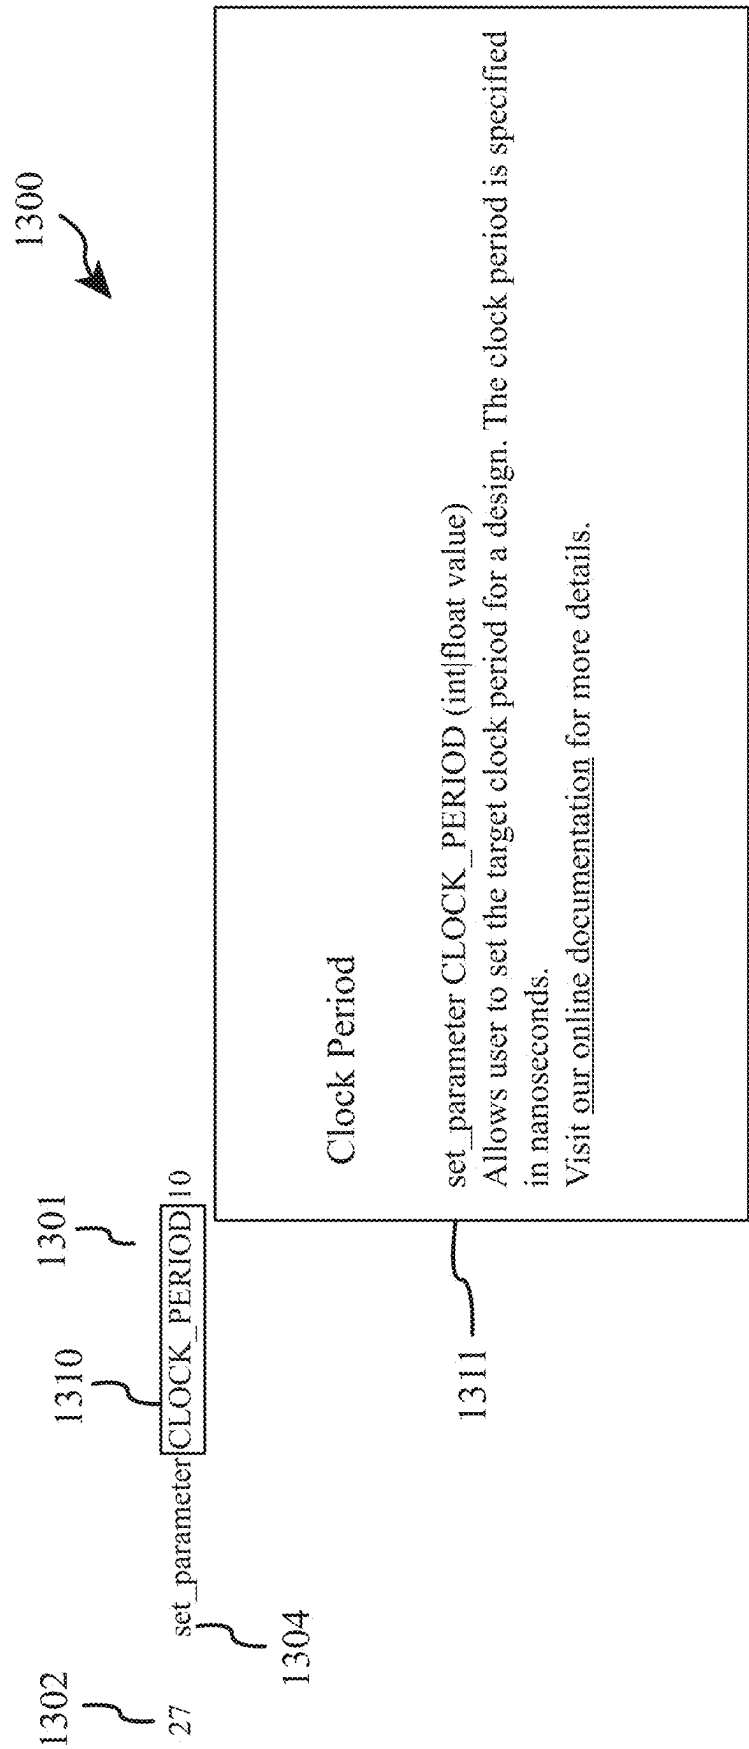 1300
1302
1310
1301
27 set_parameter CLOCK_PERIOD 10
1304
1311
Clock Period
set_parameter CLOCK_PERIOD (int|float value)
Allows user to set the target clock period for a design. The clock period is specified
in nanoseconds.
Visit our online documentation for more details.